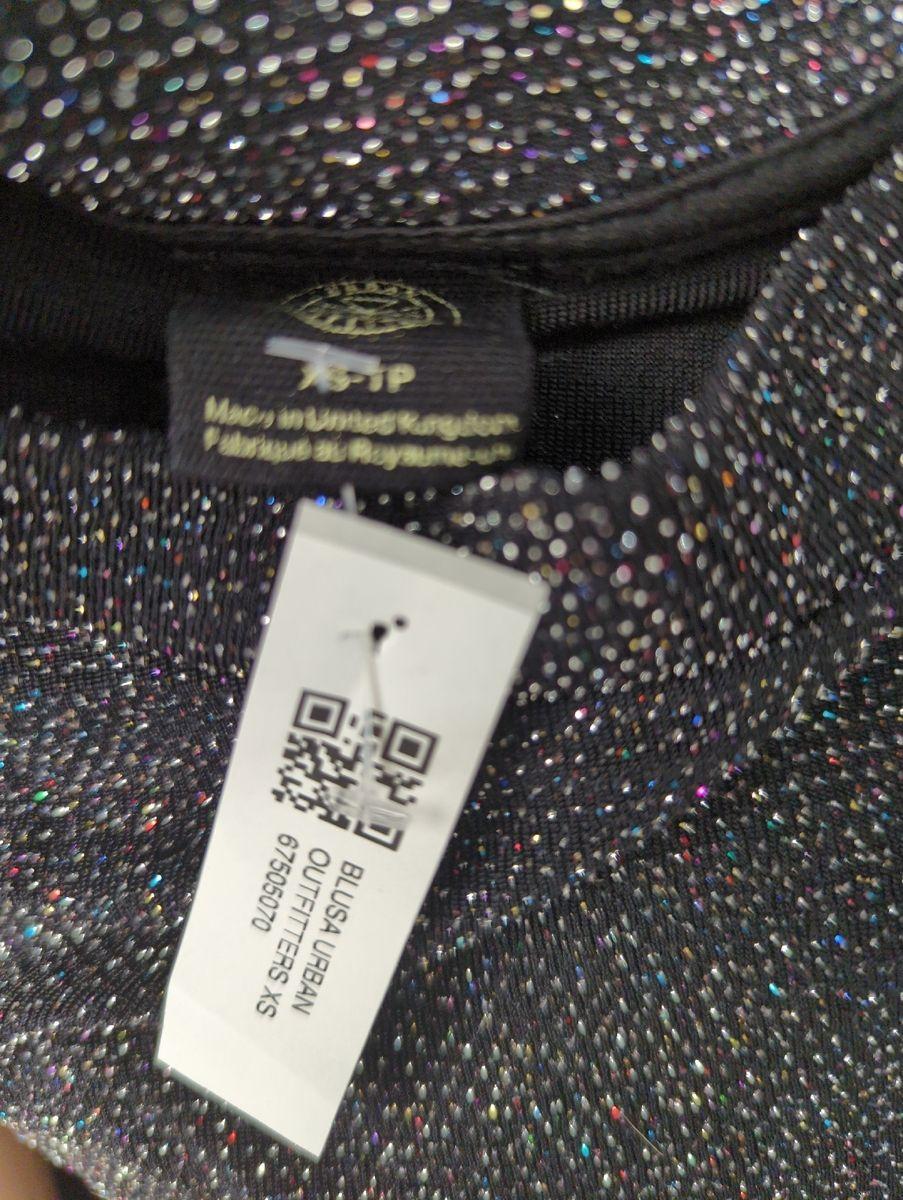 XS-TP
Made in United Kingdom
Fabriqué au Royaume-uni
BLUSA URBAN
OUTFITTERS XS
67505070